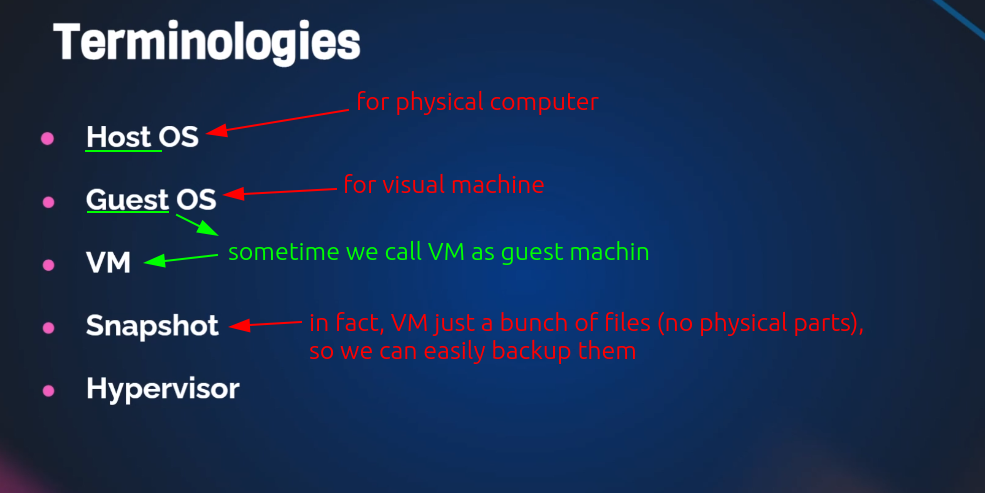 Terminologies
for physical computer
Host OS
for visual machine
Guest OS
sometime we call VM as guest machin
VM
Snapshot
in fact, VM just a bunch of files (no physical parts),
so we can easily backup them
Hypervisor